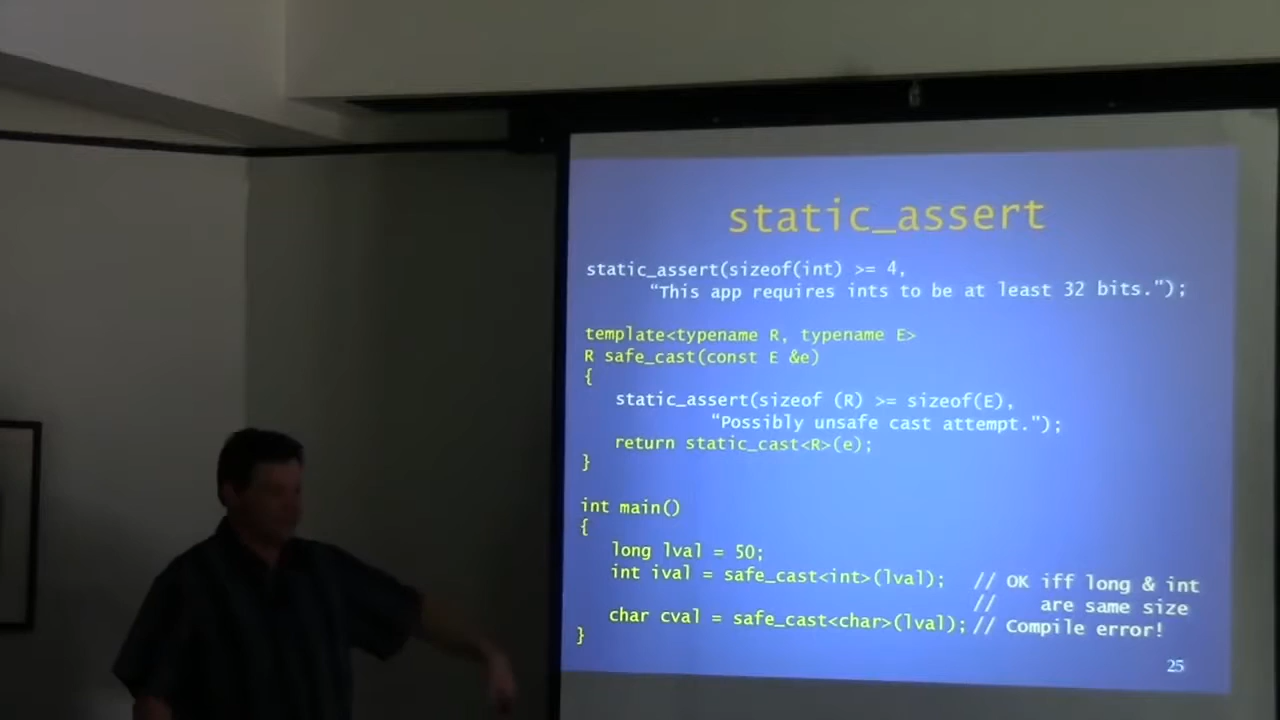 static_assert
static_assert(sizeof(int) >= 4,
“This app requires ints to be at least 32 bits.”);
template<typename R, typename E>
R safe_cast(const E &e)
{
static_assert(sizeof (R) >= sizeof(E),
“Possibly unsafe cast attempt.”);
return static_cast<R>(e);
}
int main()
{
long lval = 50;
int ival = safe_cast<int>(lval); // OK iff long & int
// are same size
char cval = safe_cast<char>(lval); // Compile error!
}
25